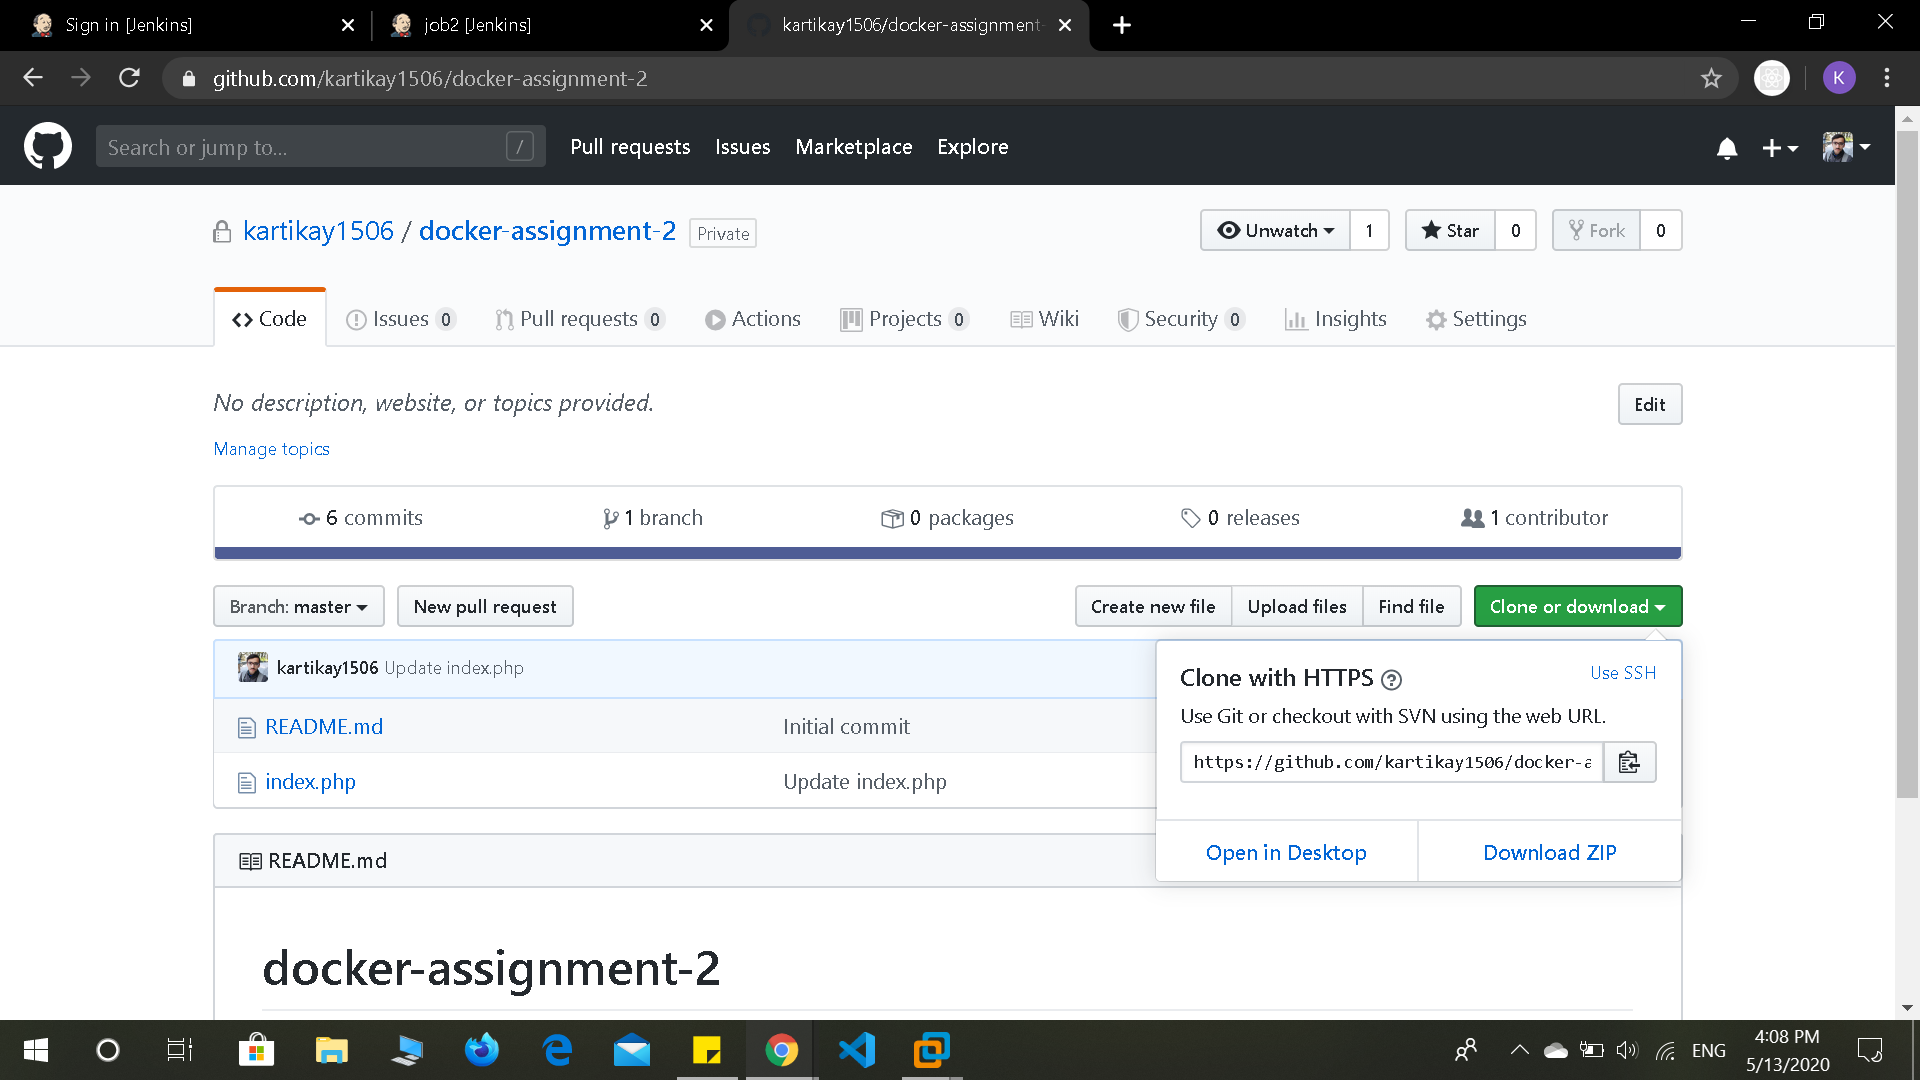 Sign in [Jenkins]
job2 [Jenkins]
kartikay1506/docker-assignment-
github.com/kartikay1506/docker-assignment-2
K
Search or jump to...
/
Pull requests
Issues
Marketplace
Explore
kartikay1506 / docker-assignment-2
Private
Unwatch
1
Star
0
Fork
0
Code
Issues 0
Pull requests 0
Actions
Projects 0
Wiki
Security 0
Insights
Settings
No description, website, or topics provided.
Edit
Manage topics
6 commits
1 branch
0 packages
0 releases
1 contributor
Branch: master
New pull request
Create new file
Upload files
Find file
Clone or download
kartikay1506 Update index.php
README.md
Initial commit
index.php
Update index.php
Clone with HTTPS
Use SSH
Use Git or checkout with SVN using the web URL.
https://github.com/kartikay1506/docker-a
Open in Desktop
Download ZIP
README.md
docker-assignment-2
ENG
4:08 PM
5/13/2020